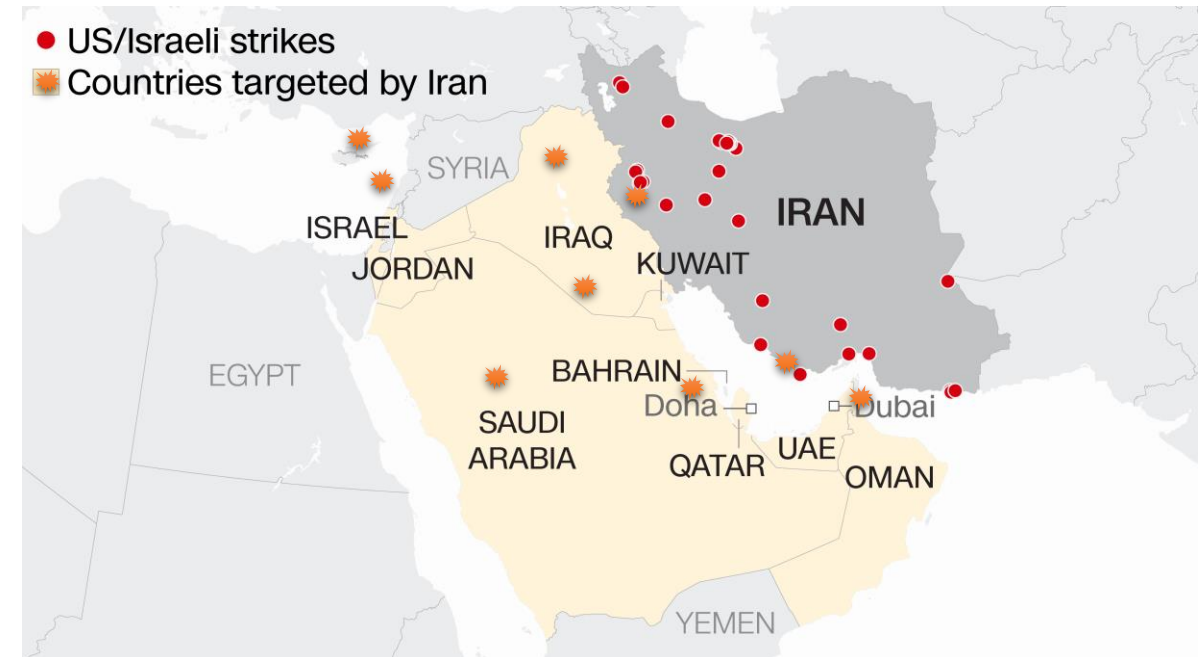 US/Israeli strikes
Countries targeted by Iran
SYRIA
ISRAEL
JORDAN
IRAQ
KUWAIT
IRAN
EGYPT
BAHRAIN
Doha
Dubai
SAUDI
ARABIA
QATAR
UAE
OMAN
YEMEN